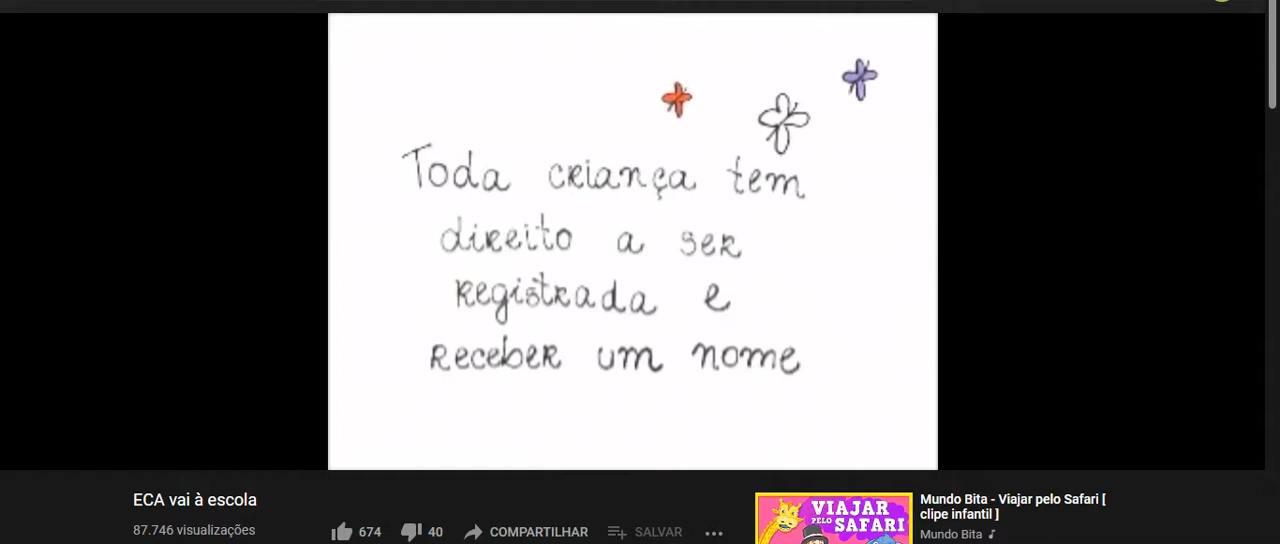 Toda criança tem
direito a ser
registrada e
receber um nome
ECA vai à escola
87.746 visualizações
674
40
COMPARTILHAR
SALVAR
VIAJAR
PELO SAFARI
Mundo Bita - Viajar pelo Safari [
clipe infantil ]
Mundo Bita